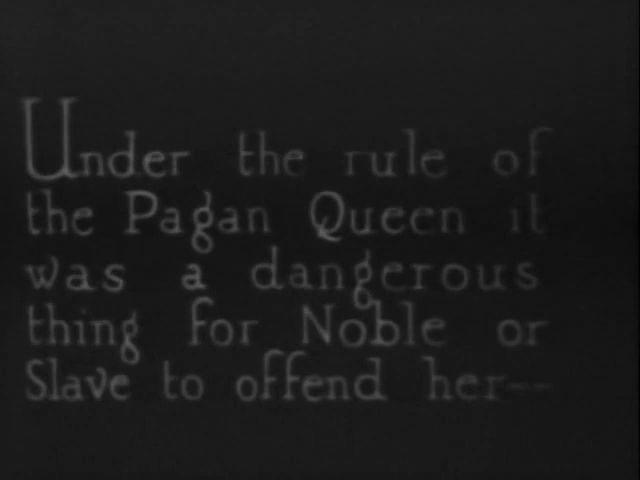 Under the rule of
the Pagan Queen it
was a dangerous
thing for Noble or
Slave to offend her--